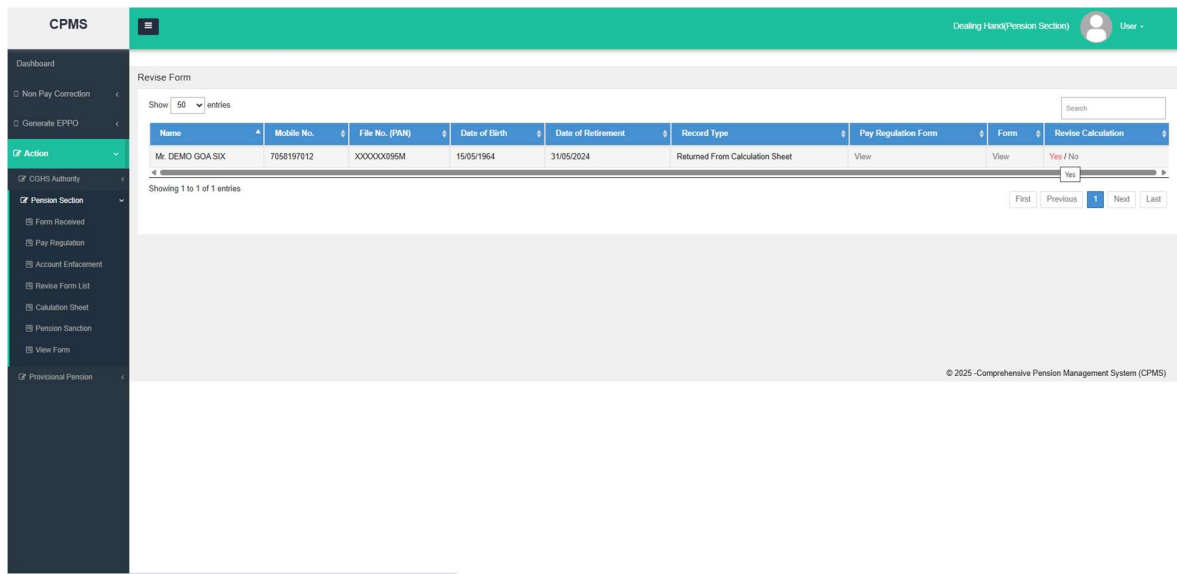 CPMS
Dealing Hand(Pension Section)
User -
Dashboard
Non Pay Correction
Generate EPPO
Action
CGHS Authority
Pension Section
Form Received
Pay Regulation
Account Enfacement
Revise Form List
Calulation Sheet
Pension Sanction
View Form
Provisional Pension
Revise Form
Show 50 entries
Search
Name Mobile No. File No. (PAN) Date of Birth Date of Retirement Record Type Pay Regulation Form Form Revise Calculation
Mr. DEMO GOA SIX 7058197012 XXXXXX095M 15/05/1964 31/05/2024 Returned From Calculation Sheet View View Yes / No
Yes
Showing 1 to 1 of 1 entries
First Previous 1 Next Last
© 2025 -Comprehensive Pension Management System (CPMS)